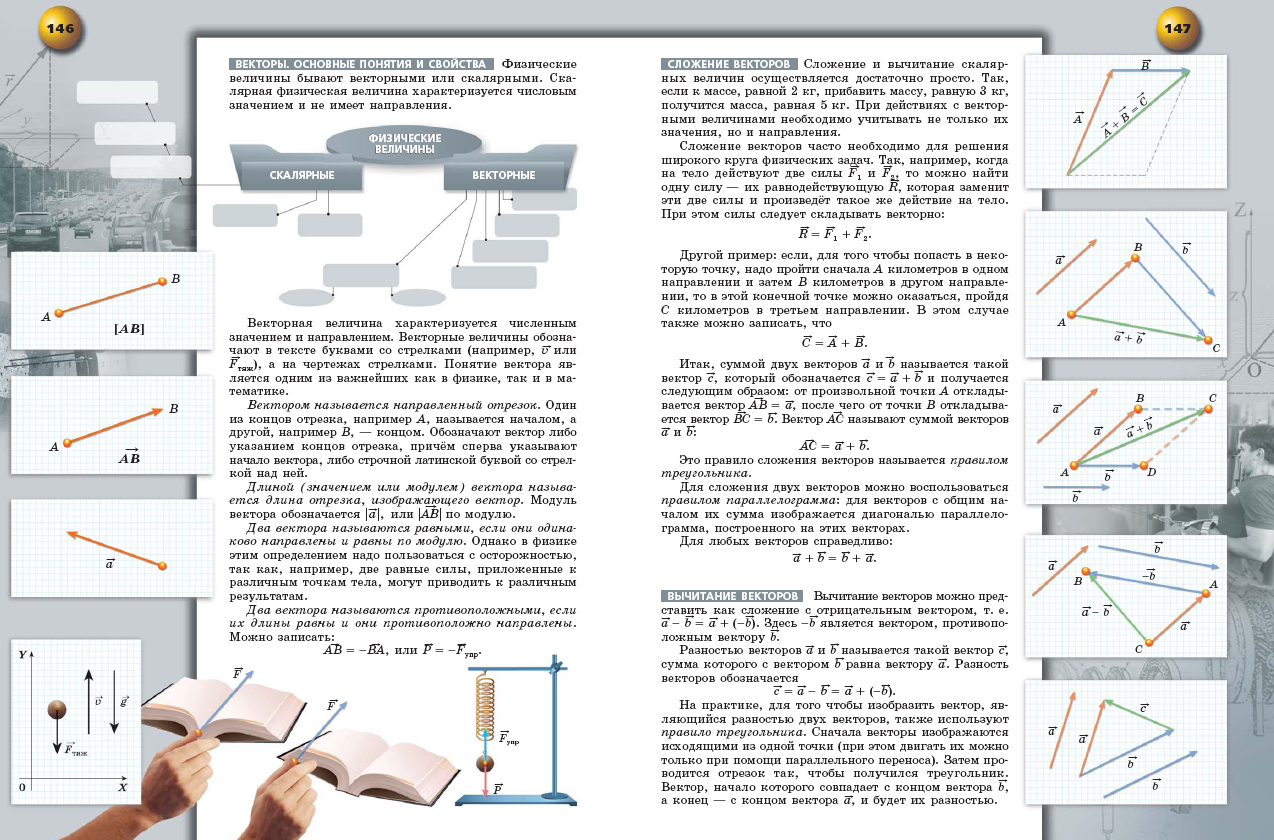 146
ВЕКТОРЫ. ОСНОВНЫЕ ПОНЯТИЯ И СВОЙСТВА Физические
величины бывают векторными или скалярными. Ска-
лярная физическая величина характеризуется числовым
значением и не имеет направления.
ФИЗИЧЕСКИЕ
ВЕЛИЧИНЫ
СКАЛЯРНЫЕ
ВЕКТОРНЫЕ
Векторная величина характеризуется численным
значением и направлением. Векторные величины обозна-
чают в тексте буквами со стрелками (например, v⃗ или
F⃗тяж), а на чертежах стрелками. Понятие вектора яв-
ляется одним из важнейших как в физике, так и в ма-
тематике.
Вектором называется направленный отрезок. Один
из концов отрезка, например A, называется началом, а
другой, например B, — концом. Обозначают вектор либо
указанием концов отрезка, причём сперва указывают
начало вектора, либо строчной латинской буквой со стрел-
кой над ней.
Длиной (значением или модулем) вектора называ-
ется длина отрезка, изображающего вектор. Модуль
вектора обозначается |a⃗|, или |AB⃗| по модулю.
Два вектора называются равными, если они одина-
ково направлены и равны по модулю. Однако в физике
этим определением надо пользоваться с осторожностью,
так как, например, две равные силы, приложенные к
различным точкам тела, могут приводить к различным
результатам.
Два вектора называются противоположными, если
их длины равны и они противоположно направлены.
Можно записать:
AB⃗ = −BA⃗, или P⃗ = −F⃗упр.
r⃗
y
A
B
[AB]
A
B
AB⃗
a⃗
Y
v⃗
g⃗
F⃗тяж
0
X
F⃗
F⃗
F⃗упр
P⃗
147
СЛОЖЕНИЕ ВЕКТОРОВ Сложение и вычитание скаляр-
ных величин осуществляется достаточно просто. Так,
если к массе, равной 2 кг, прибавить массу, равную 3 кг,
получится масса, равная 5 кг. При действиях с вектор-
ными величинами необходимо учитывать не только их
значения, но и направления.
Сложение векторов часто необходимо для решения
широкого круга физических задач. Так, например, когда
на тело действуют две силы F⃗1 и F⃗2, то можно найти
одну силу — их равнодействующую R⃗, которая заменит
эти две силы и произведёт такое же действие на тело.
При этом силы следует складывать векторно:
R⃗ = F⃗1 + F⃗2.
Другой пример: если, для того чтобы попасть в неко-
торую точку, надо пройти сначала A километров в одном
направлении и затем B километров в другом направле-
нии, то в этой конечной точке можно оказаться, пройдя
C километров в третьем направлении. В этом случае
также можно записать, что
C⃗ = A⃗ + B⃗.
Итак, суммой двух векторов a⃗ и b⃗ называется такой
вектор c⃗, который обозначается c⃗ = a⃗ + b⃗ и получается
следующим образом: от произвольной точки A отклады-
вается вектор AB⃗ = a⃗, после чего от точки B откладыва-
ется вектор BC⃗ = b⃗. Вектор AC⃗ называют суммой векторов
a⃗ и b⃗:
AC⃗ = a⃗ + b⃗.
Это правило сложения векторов называется правилом
треугольника.
Для сложения двух векторов можно воспользоваться
правилом параллелограмма: для векторов с общим на-
чалом их сумма изображается диагональю параллело-
грамма, построенного на этих векторах.
Для любых векторов справедливо:
a⃗ + b⃗ = b⃗ + a⃗.
ВЫЧИТАНИЕ ВЕКТОРОВ Вычитание векторов можно пред-
ставить как сложение с отрицательным вектором, т. е.
a⃗ − b⃗ = a⃗ + (−b⃗). Здесь −b⃗ является вектором, противопо-
ложным вектору b⃗.
Разностью векторов a⃗ и b⃗ называется такой вектор c⃗,
сумма которого с вектором b⃗ равна вектору a⃗. Разность
векторов обозначается
c⃗ = a⃗ − b⃗ = a⃗ + (−b⃗).
На практике, для того чтобы изобразить вектор, яв-
ляющийся разностью двух векторов, также используют
правило треугольника. Сначала векторы изображаются
исходящими из одной точки (при этом двигать их можно
только при помощи параллельного переноса). Затем про-
водится отрезок так, чтобы получился треугольник.
Вектор, начало которого совпадает с концом вектора b⃗,
а конец — с концом вектора a⃗, и будет их разностью.
B⃗
A⃗
A⃗ + B⃗ = C⃗
a⃗
B
b⃗
A
a⃗ + b⃗
C
Z
z
O
a⃗
B
C
a⃗
a⃗ + b⃗
A
b⃗
D
b⃗
a⃗
b⃗
B
−b⃗
A
a⃗ − b⃗
a⃗
C
a⃗
a⃗
c⃗
b⃗
b⃗